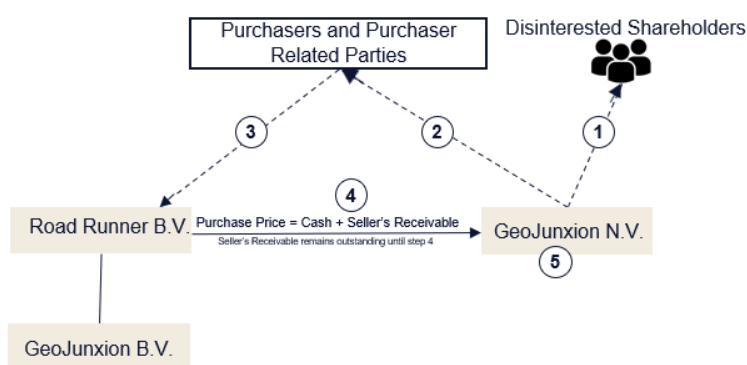 Purchasers and Purchaser
Related Parties
Disinterested Shareholders
3
2
1
4
Road Runner B.V.
Purchase Price = Cash + Seller's Receivable
Seller's Receivable remains outstanding until step 4
GeoJunxion N.V.
5
GeoJunxion B.V.